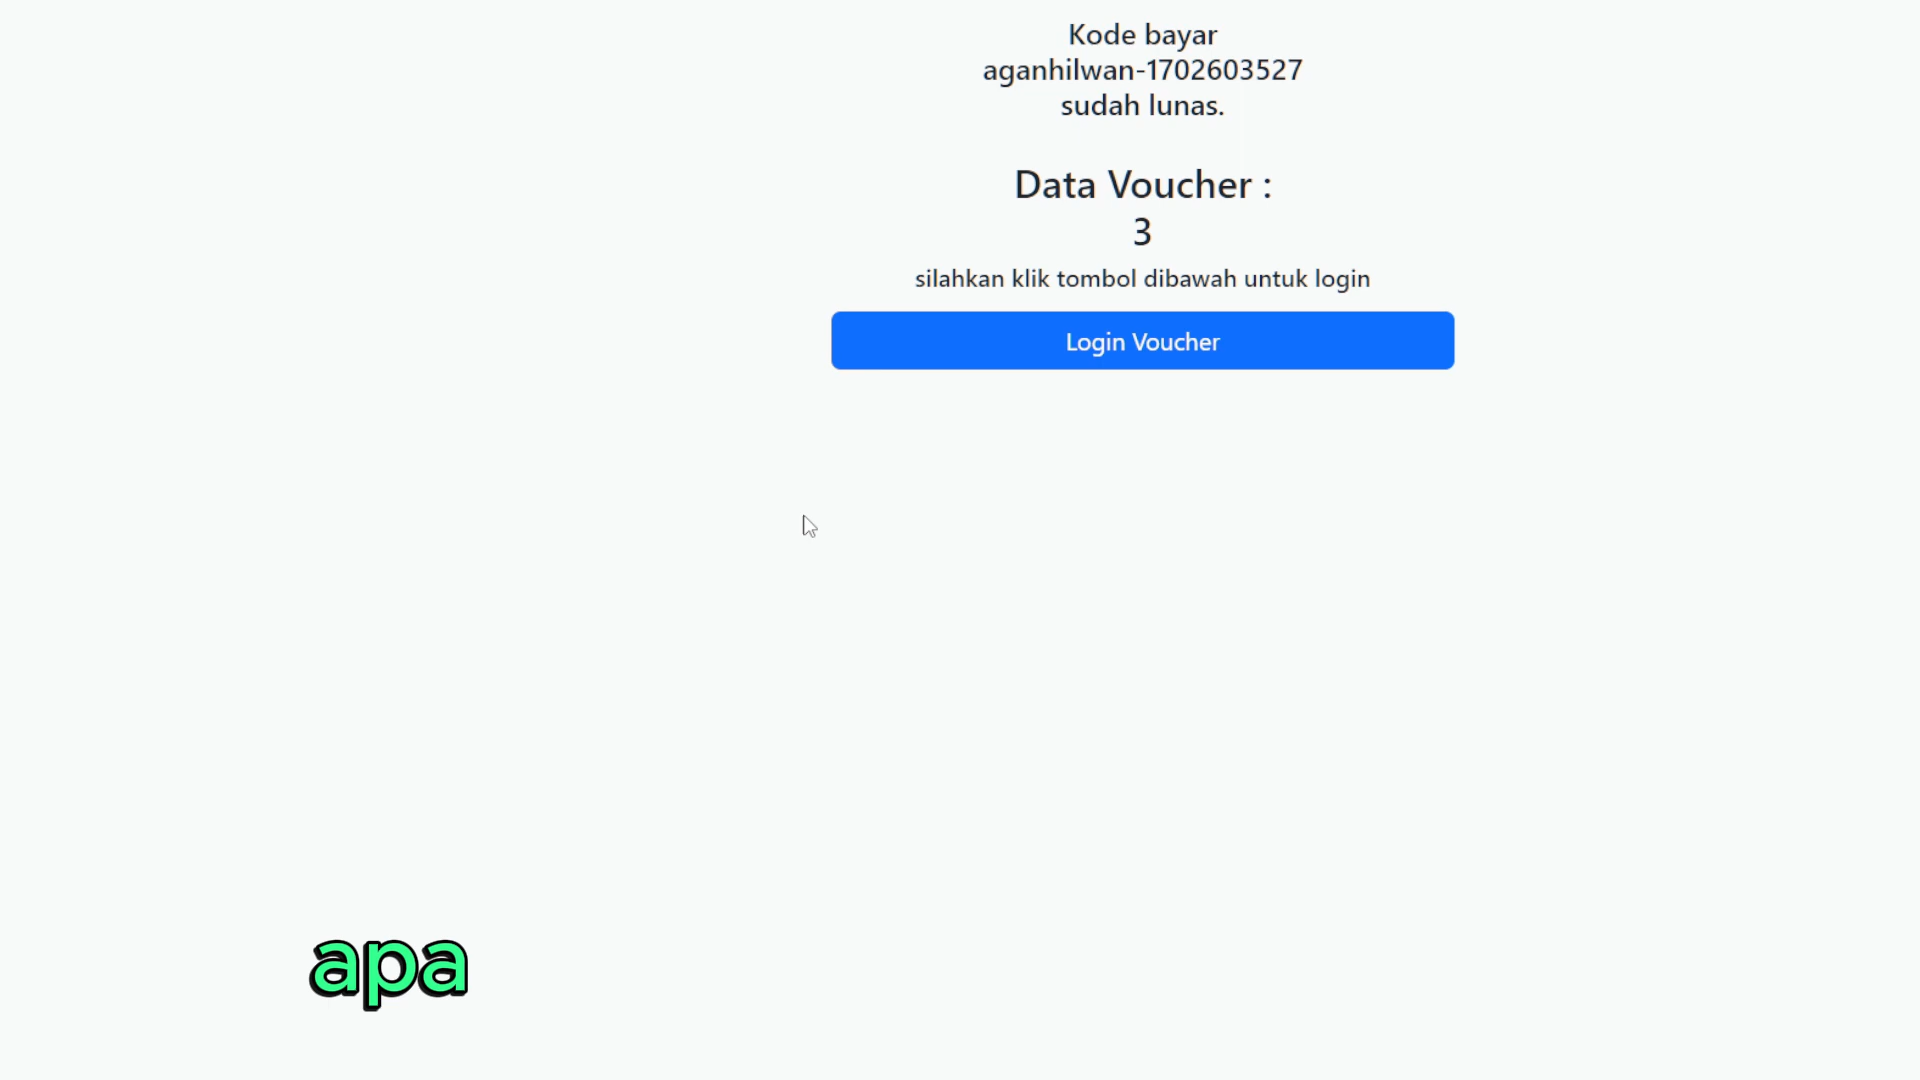 Kode bayar
aganhilwan-1702603527
sudah lunas.
Data Voucher :
3
silahkan klik tombol dibawah untuk login
Login Voucher
apa